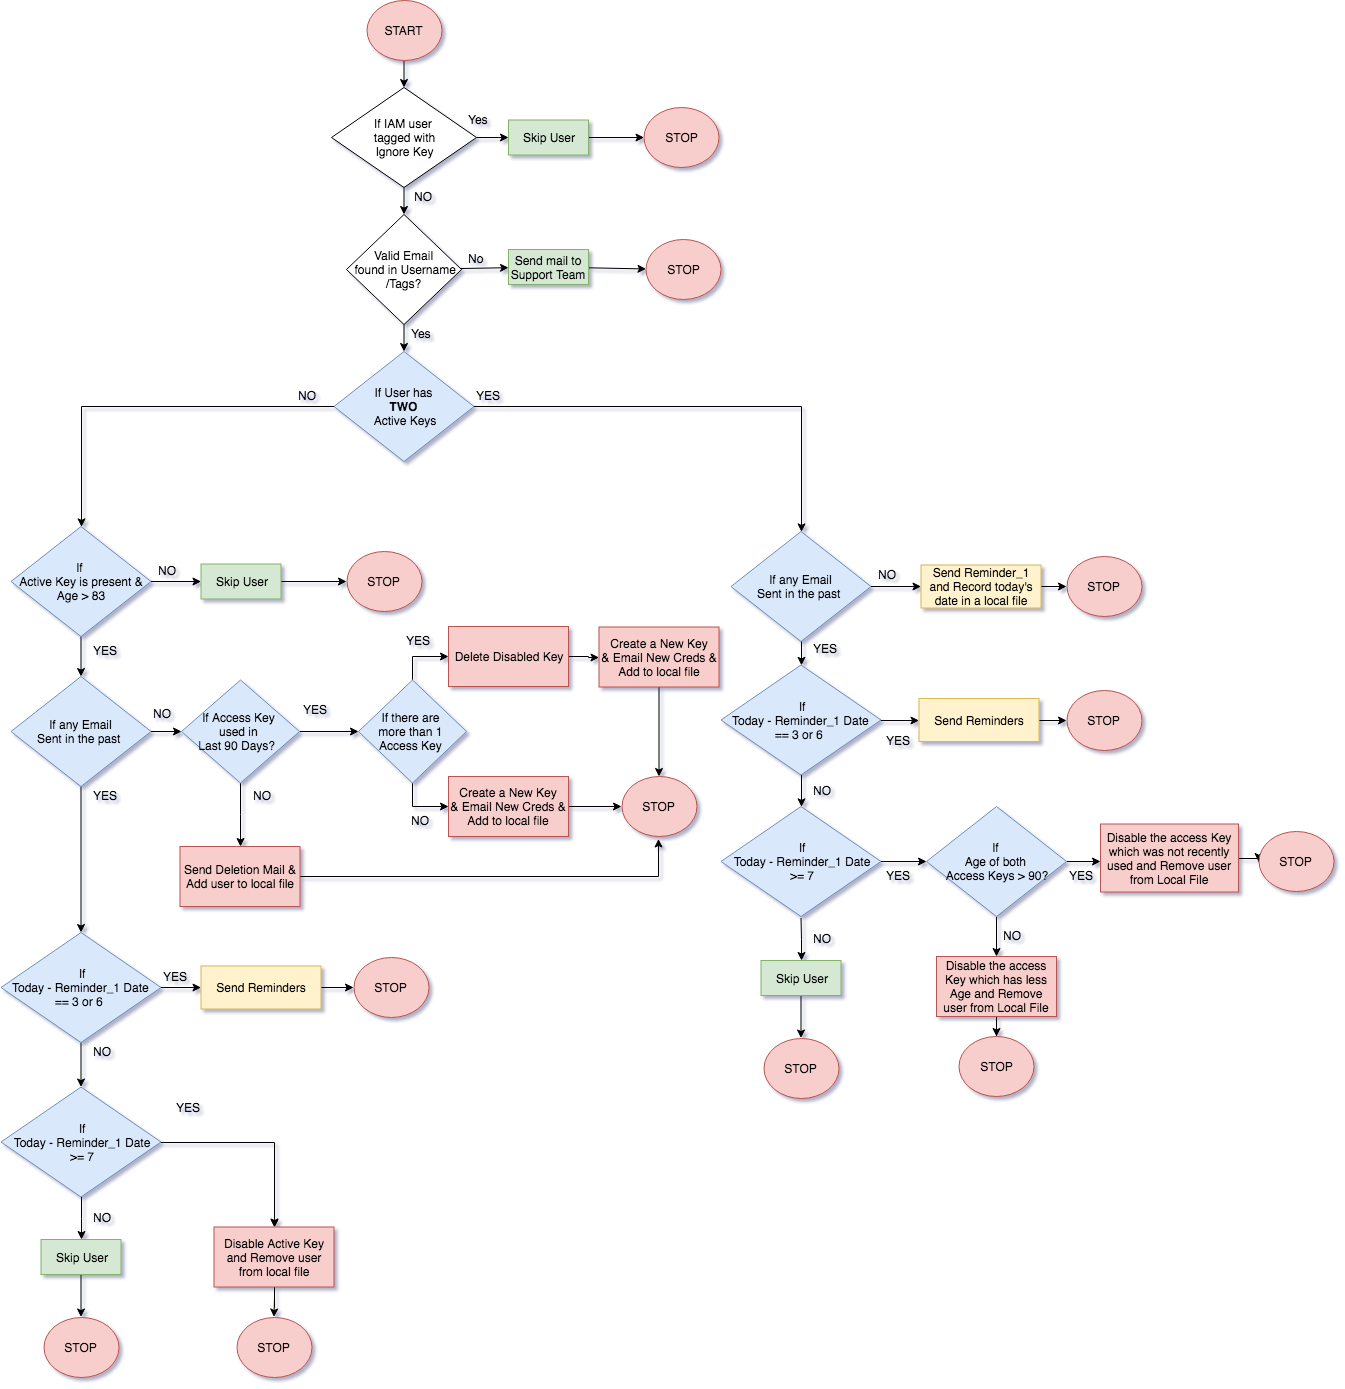 START
If IAM user
tagged with
Ignore Key
Yes
Skip User
STOP
NO
Valid Email
found in Username
/Tags?
No
Send mail to
Support Team
STOP
Yes
If User has
TWO
Active Keys
NO
YES
If
Active Key is present &
Age > 83
NO
Skip User
STOP
YES
If any Email
Sent in the past
NO
If Access Key
used in
Last 90 Days?
YES
If there are
more than 1
Access Key
YES
Delete Disabled Key
Create a New Key
& Email New Creds &
Add to local file
NO
Create a New Key
& Email New Creds &
Add to local file
STOP
NO
Send Deletion Mail &
Add user to local file
YES
If
Today - Reminder_1 Date
== 3 or 6
YES
Send Reminders
STOP
NO
If
Today - Reminder_1 Date
>= 7
YES
NO
Skip User
STOP
Disable Active Key
and Remove user
from local file
STOP
If any Email
Sent in the past
NO
Send Reminder_1
and Record today's
date in a local file
STOP
YES
If
Today - Reminder_1 Date
== 3 or 6
YES
Send Reminders
STOP
NO
If
Today - Reminder_1 Date
>= 7
YES
If
Age of both
Access Keys > 90?
YES
Disable the access Key
which was not recently
used and Remove user
from Local File
STOP
NO
Skip User
STOP
NO
Disable the access
Key which has less
Age and Remove
user from Local File
STOP